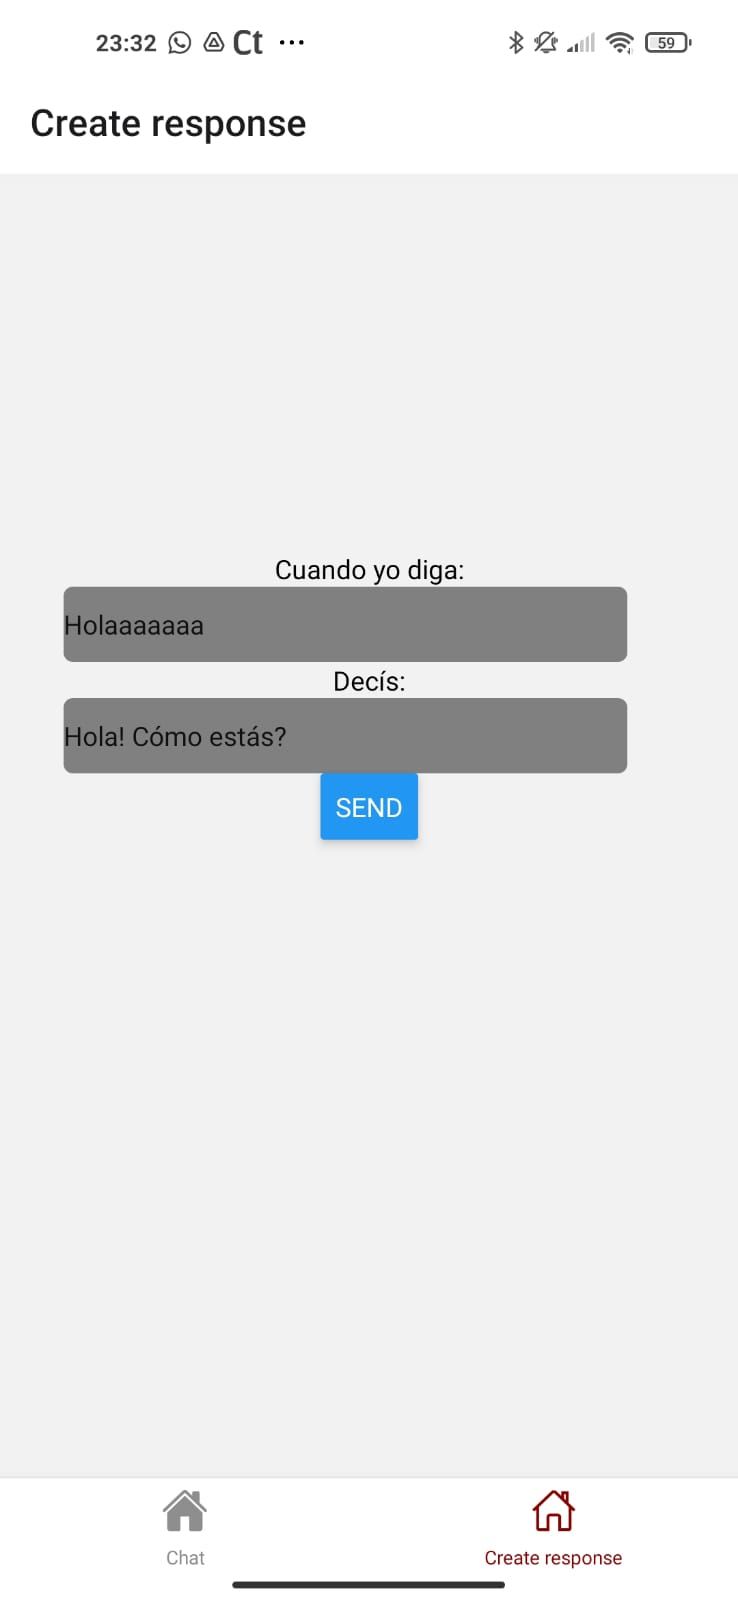 23:32 Ct ...
59
Create response
Cuando yo diga:
Holaaaaaaa
Decís:
Hola! Cómo estás?
SEND
Chat
Create response